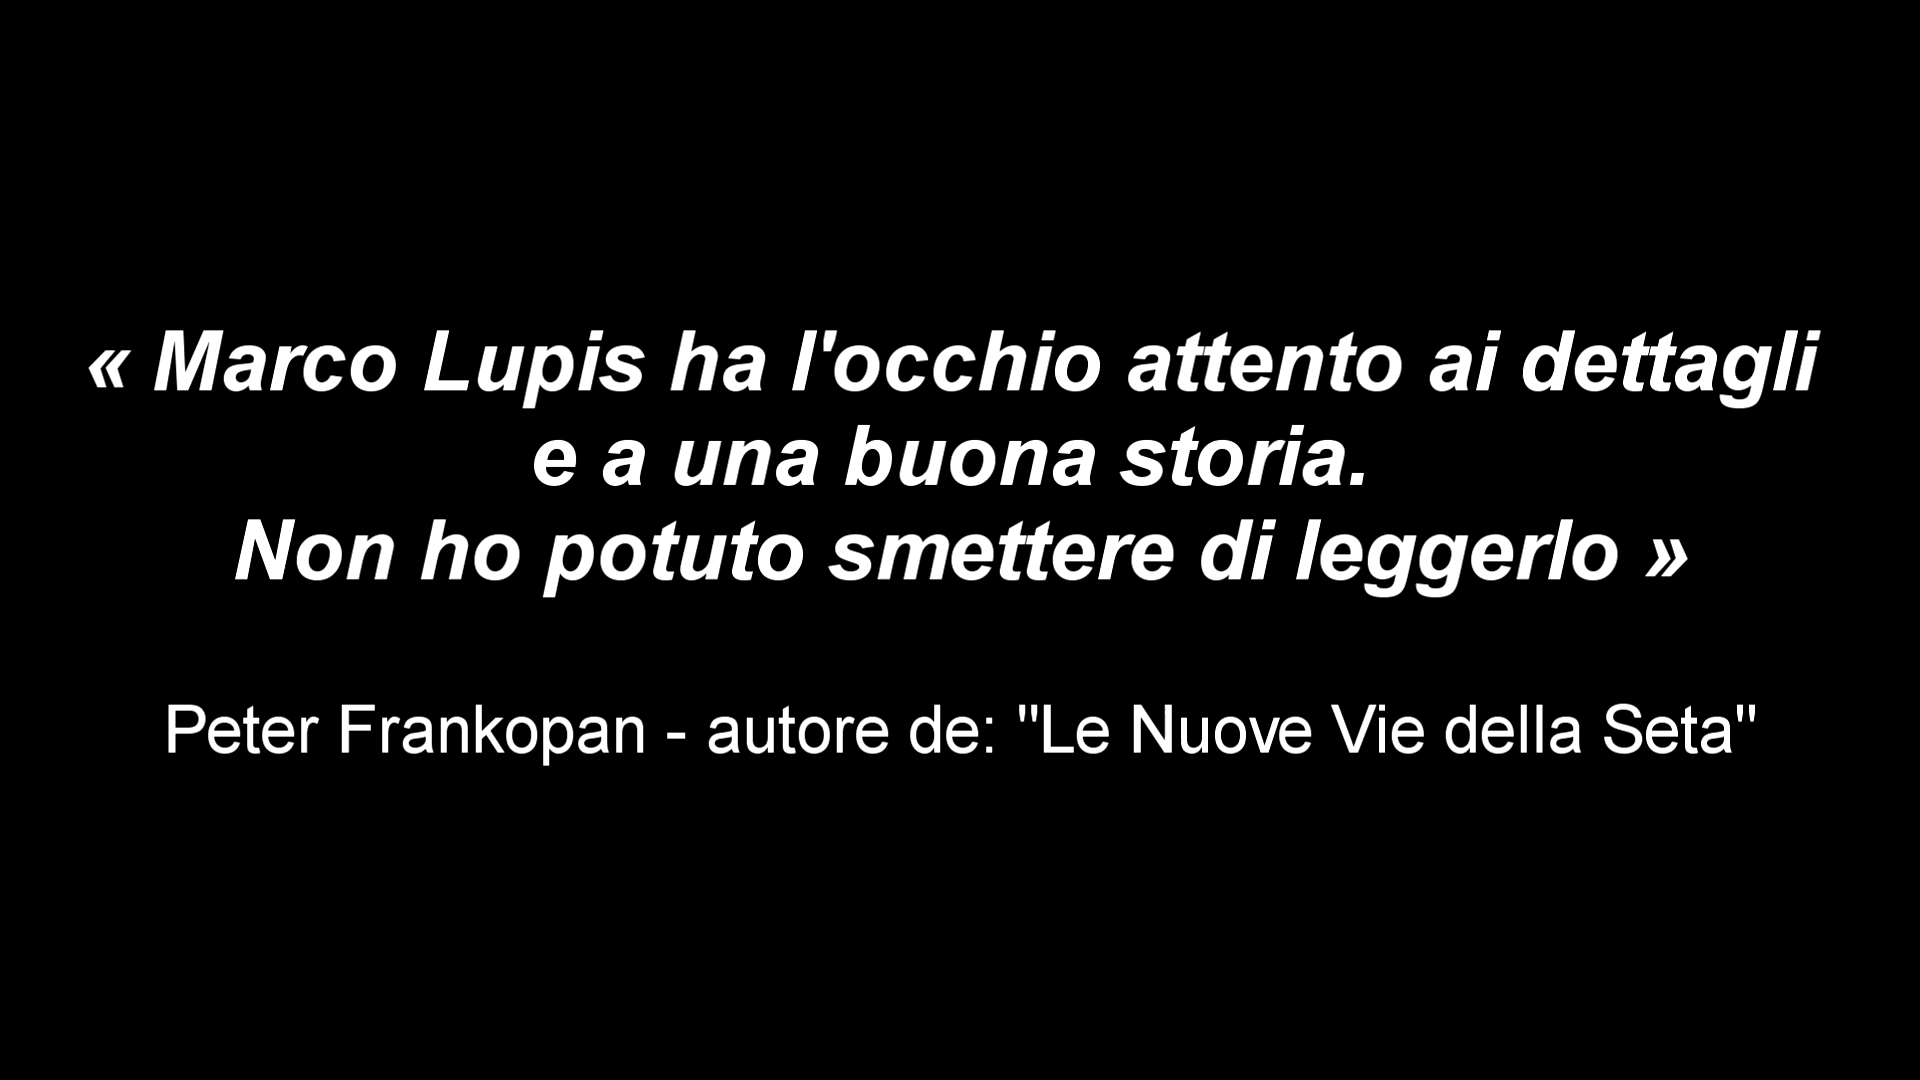 « Marco Lupis ha l'occhio attento ai dettagli
e a una buona storia.
Non ho potuto smettere di leggerlo »
Peter Frankopan - autore de: "Le Nuove Vie della Seta"